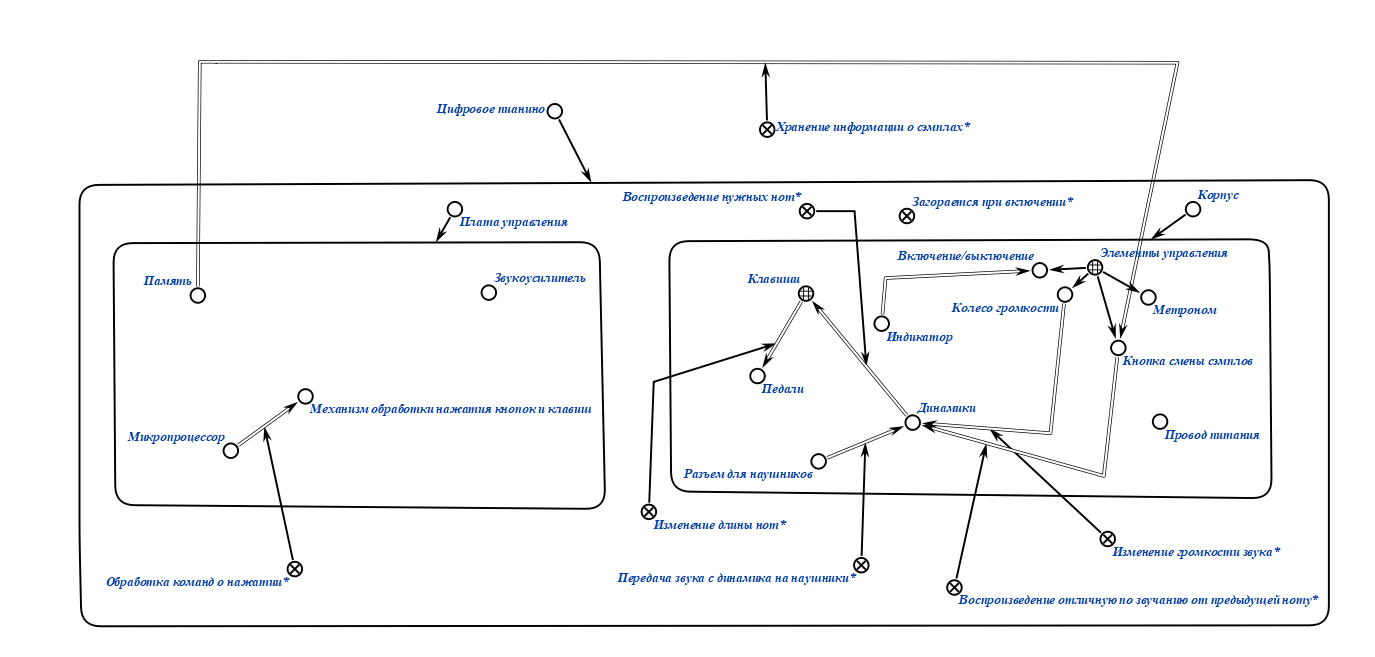 Цифровое пианино
Хранение информации о сэмплах*
Воспроизведение нужных нот*
Загорается при включении*
Корпус
Плата управления
Включение/выключение
Элементы управления
Память
Звукоусилитель
Клавиши
Колесо громкости
Метроном
Индикатор
Кнопка смены сэмплов
Педали
Механизм обработки нажатия кнопок и клавиш
Динамики
Микропроцессор
Провод питания
Разъем для наушников
Изменение длины нот*
Изменение громкости звука*
Обработка команд о нажатии*
Передача звука с динамика на наушники*
Воспроизведение отличную по звучанию от предыдущей ноту*